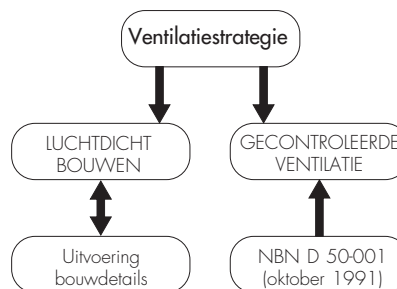 Ventilatiestrategie
LUCHTDICHT
BOUWEN
GECONTROLEERDE
VENTILATIE
Uitvoering
bouwdetails
NBN D 50-001
(oktober 1991)